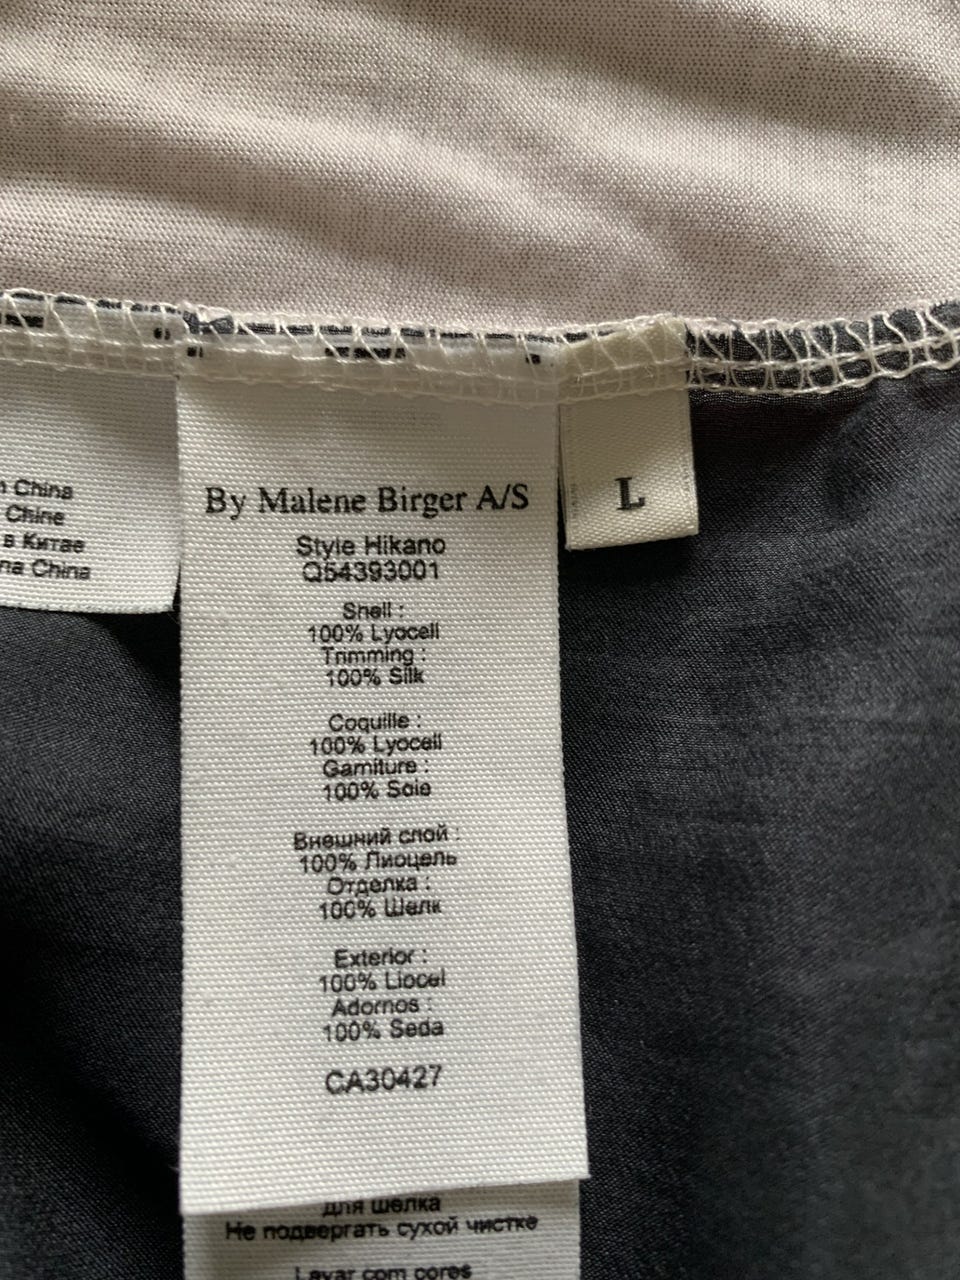 China
Chine
в Китае
na China
By Malene Birger A/S
L
Style Hikano
Q54393001
Shell :
100% Lyocell
Trimming :
100% Silk
Coquille :
100% Lyocell
Garniture :
100% Soie
Внешний слой :
100% Лиоцель
Отделка :
100% Шелк
Exterior :
100% Liocel
Adornos :
100% Seda
CA30427
для шелка
Не подвергать сухой чистке
Lavar com cores